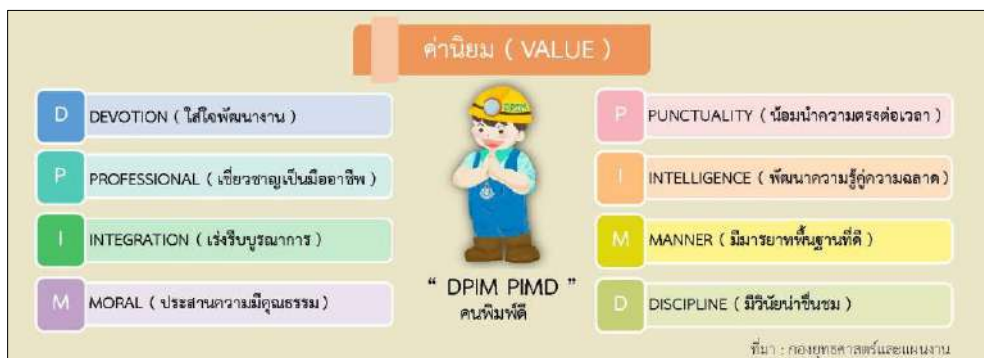 ค่านิยม ( VALUE )
D DEVOTION ( ใส่ใจพัฒนางาน )
P PROFESSIONAL ( เชี่ยวชาญเป็นมืออาชีพ )
I INTEGRATION ( เร่งรีบบูรณาการ )
M MORAL ( ประสานความมีคุณธรรม )
" DPIM PIMD "
คนพิมพ์ดี
P PUNCTUALITY ( น้อมนำความตรงต่อเวลา )
I INTELLIGENCE ( พัฒนาความรู้คู่ความฉลาด )
M MANNER ( มีมารยาทพื้นฐานที่ดี )
D DISCIPLINE ( มีวินัยน่าชื่นชม )
ที่มา : กองยุทธศาสตร์และแผนงาน